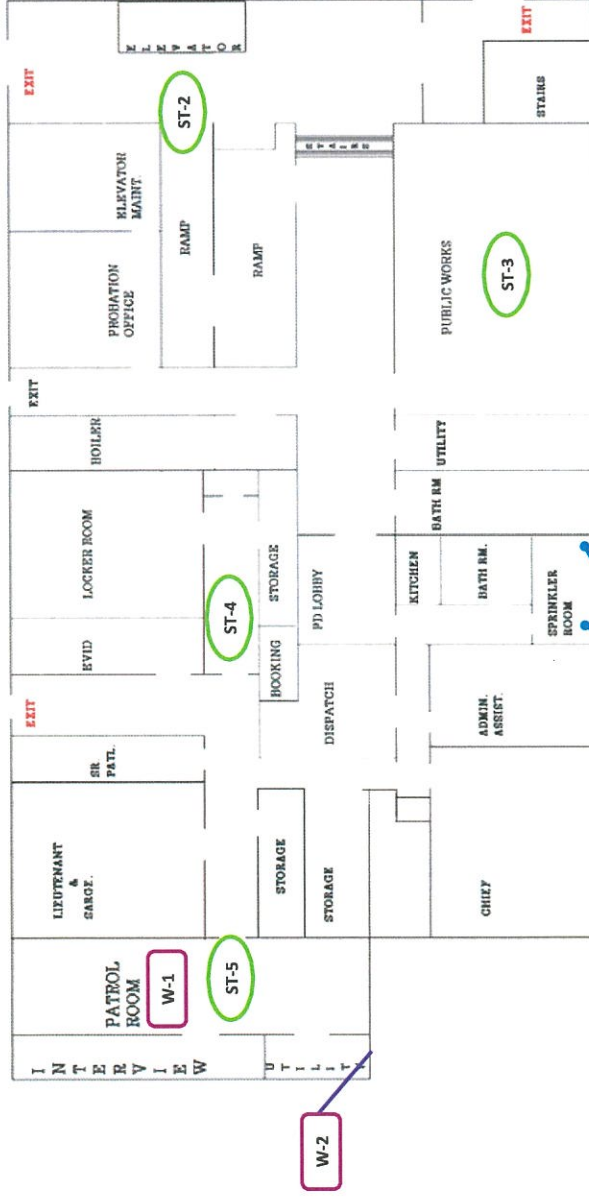 INTERVIEW
PATROL
ROOM
W-1
ST-5
UTILITY
W-2
LIEUTENANT
&
SARGE.
SR.
PATL.
EXIT
EVID
LOCKER ROOM
BOILER
EXIT
PROBATION
OFFICE
ELEVATOR
MAINT.
EXIT
ELEVATOR
ST-2
RAMP
RAMP
ST-4
STORAGE
STORAGE
DISPATCH
BOOKING
STORAGE
PD LOBBY
STAIRS
CHIEF
ADMIN.
ASSIST.
KITCHEN
BATH RM.
SPRINKLER
ROOM
BATH RM
UTILITY
PUBLIC WORKS
ST-3
STAIRS
EXIT